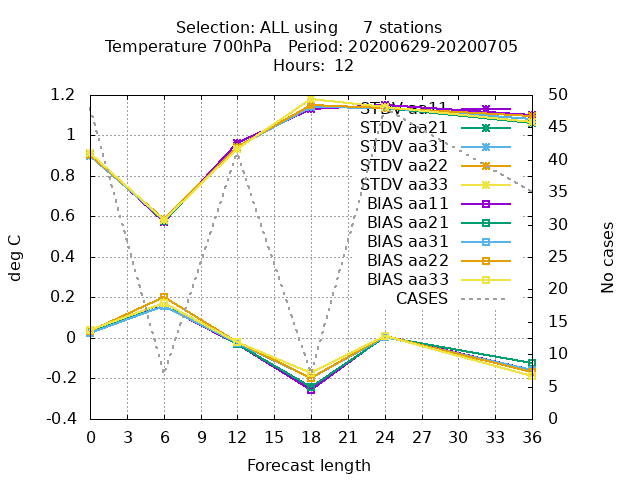 Selection: ALL using 7 stations
Temperature 700hPa Period: 20200629-20200705
Hours: 12
1.2
1
0.8
0.6
0.4
0.2
0
-0.2
-0.4
deg C
50
45
40
35
30
25
20
15
10
5
0
No cases
STDV aa11
STDV aa21
STDV aa31
STDV aa22
STDV aa33
BIAS aa11
BIAS aa21
BIAS aa31
BIAS aa22
BIAS aa33
CASES
0 3 6 9 12 15 18 21 24 27 30 33 36
Forecast length